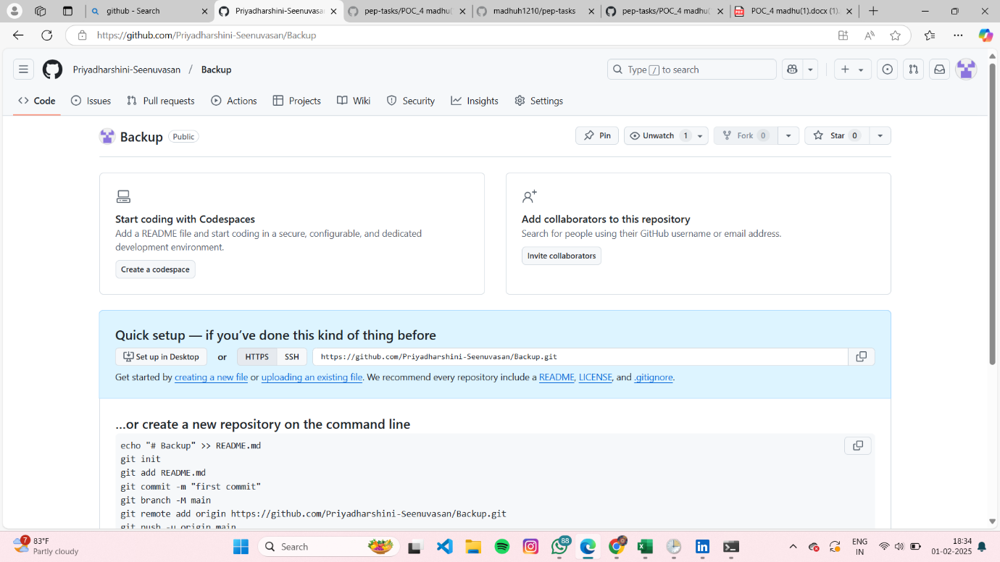 github - Search
Priyadharshini-Seenuvasan
pep-tasks/POC_4 madhu(
madhuh1210/pep-tasks
pep-tasks/POC_4 madhu(
PDF
POC_4 madhu(1).docx (1).
https://github.com/Priyadharshini-Seenuvasan/Backup
Priyadharshini-Seenuvasan / Backup
Type / to search
Code Issues Pull requests Actions Projects Wiki Security Insights Settings
Backup Public
Pin Unwatch 1 Fork 0 Star 0
Start coding with Codespaces
Add a README file and start coding in a secure, configurable, and dedicated
development environment.
Create a codespace
Add collaborators to this repository
Search for people using their GitHub username or email address.
Invite collaborators
Quick setup — if you’ve done this kind of thing before
Set up in Desktop or HTTPS SSH https://github.com/Priyadharshini-Seenuvasan/Backup.git
Get started by creating a new file or uploading an existing file. We recommend every repository include a README, LICENSE, and .gitignore.
…or create a new repository on the command line
echo "# Backup" >> README.md
git init
git add README.md
git commit -m "first commit"
git branch -M main
git remote add origin https://github.com/Priyadharshini-Seenuvasan/Backup.git
git push -u origin main
7
83°F
Partly cloudy
Search
88
ENG
IN
18:34
01-02-2025